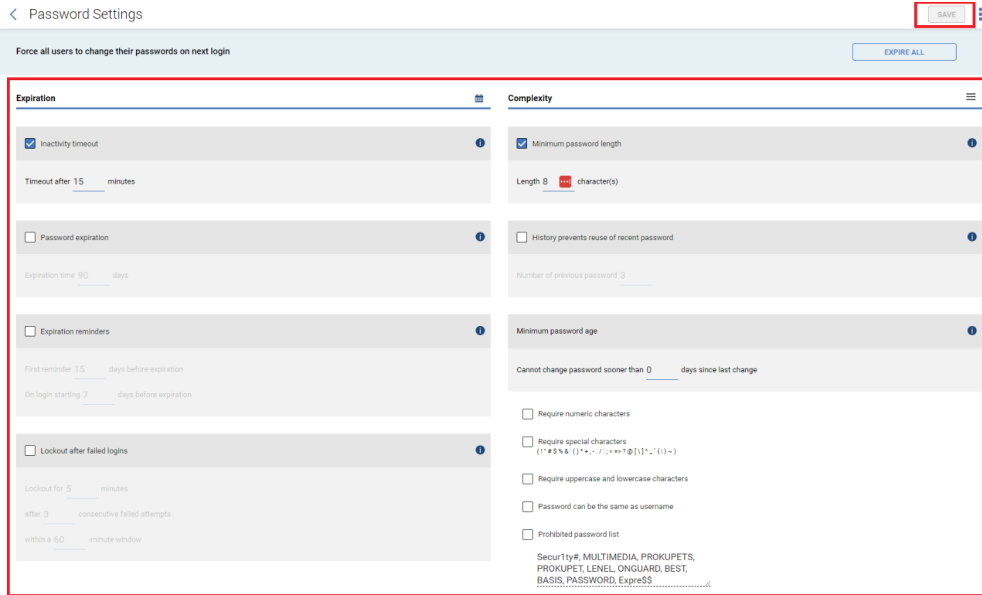 Password Settings
SAVE
Force all users to change their passwords on next login
EXPIRE ALL
Expiration
Inactivity timeout
Timeout after 15 minutes
Password expiration
Expiration time 90 days
Expiration reminders
First reminder 15 days before expiration
On login starting 7 days before expiration
Lockout after failed logins
Lockout for 5 minutes
after 3 consecutive failed attempts
within a 60 -minute window
Complexity
Minimum password length
Length 8 character(s)
History prevents reuse of recent password
Number of previous password 3
Minimum password age
Cannot change password sooner than 0 days since last change
Require numeric characters
Require special characters
(!"#$%&'()*+,-./:;<=>?@[\]^_`{|}~)
Require uppercase and lowercase characters
Password can be the same as username
Prohibited password list
Secur1ty#, MULTIMEDIA, PROKUPETS,
PROKUPET, LENEL, ONGUARD, BEST,
BASIS, PASSWORD, Expre$$